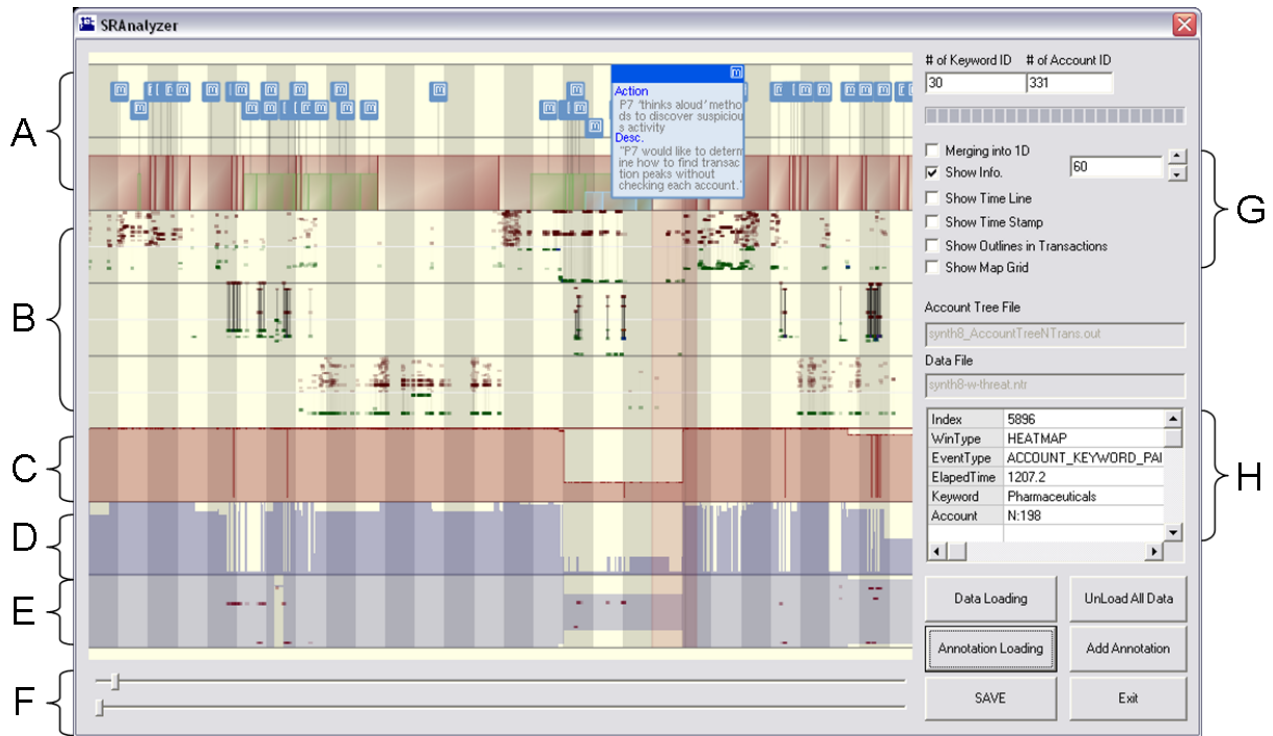 SRAnalyzer
A
B
C
D
E
F
Action
P7 'thinks aloud' metho
ds to discover suspiciou
s activity
Desc.
"P7 would like to determ
ine how to find transac
tion peaks without
checking each account."
# of Keyword ID # of Account ID
30 331
Merging into 1D
Show Info. 60
Show Time Line
Show Time Stamp
Show Outlines in Transactions
Show Map Grid
G
Account Tree File
synth8_AccountTreeNTrans.out
Data File
synth8-w-threat.ntr
Index 5896
WinType HEATMAP
EventType ACCOUNT_KEYWORD_PAI
ElapedTime 1207.2
Keyword Pharmaceuticals
Account N:198
H
Data Loading UnLoad All Data
Annotation Loading Add Annotation
SAVE Exit